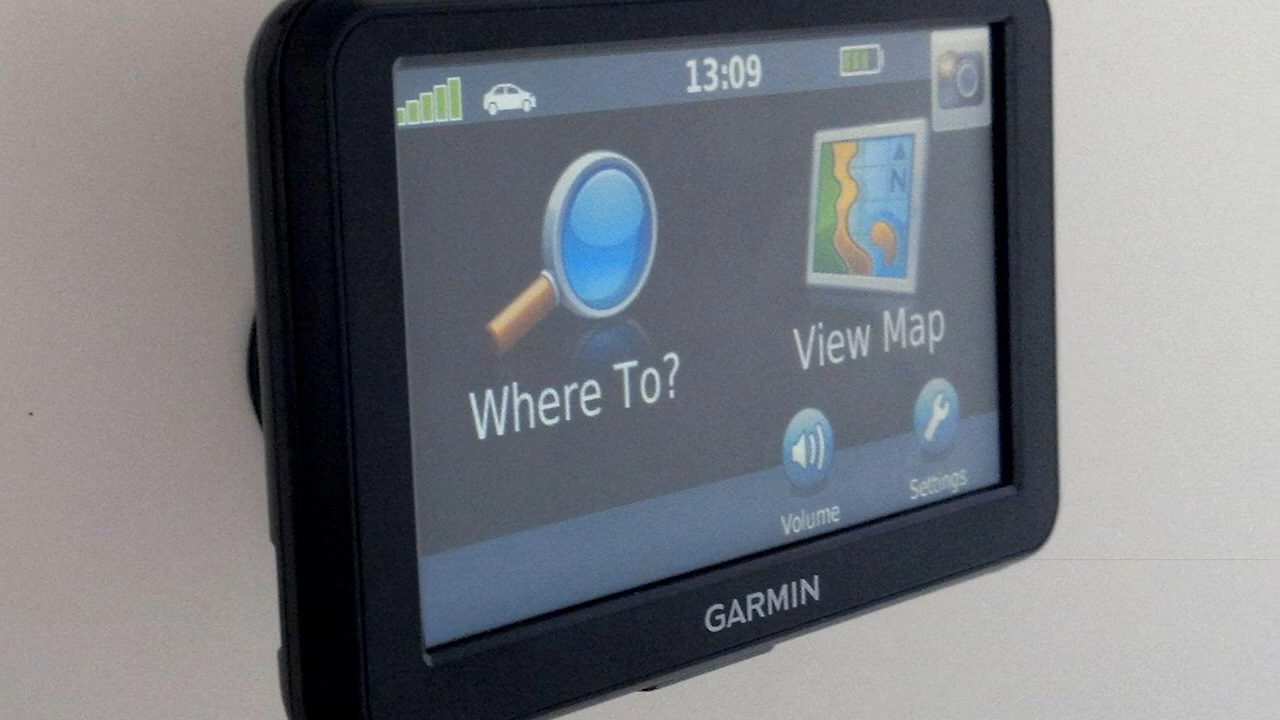 13:09
N
Where To?
View Map
Volume
Settings
GARMIN